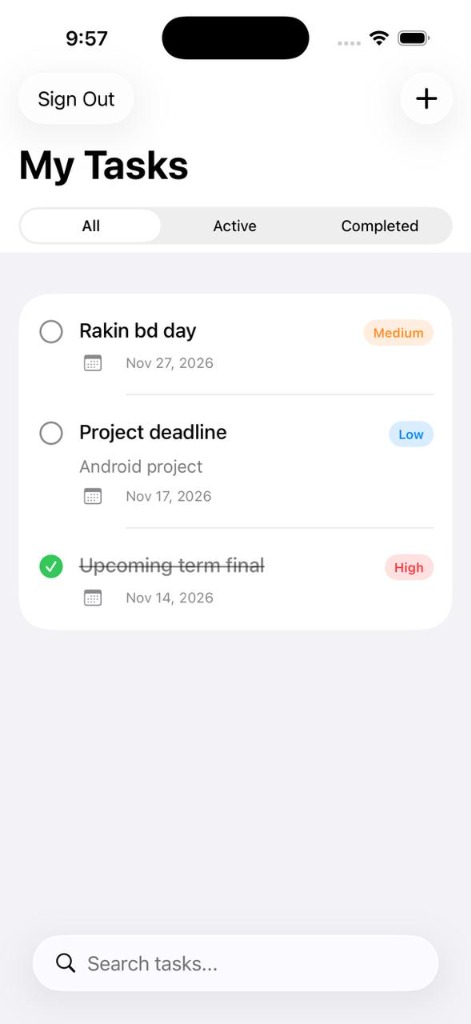 9:57
Sign Out
My Tasks
All Active Completed
Rakin bd day Medium
Nov 27, 2026
Project deadline Low
Android project
Nov 17, 2026
Upcoming term final High
Nov 14, 2026
Search tasks...